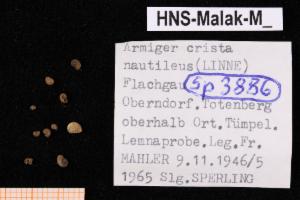 HNS-Malak-M_
Armiger crista
nautileus(LINNE)
Flachgau Sp 3886
Oberndorf.Totenberg
oberhalb Ort.Tümpel.
Lemnaprobe.Leg.Fr.
MAHLER 9.11.1946/5
1965 Slg.SPERLING